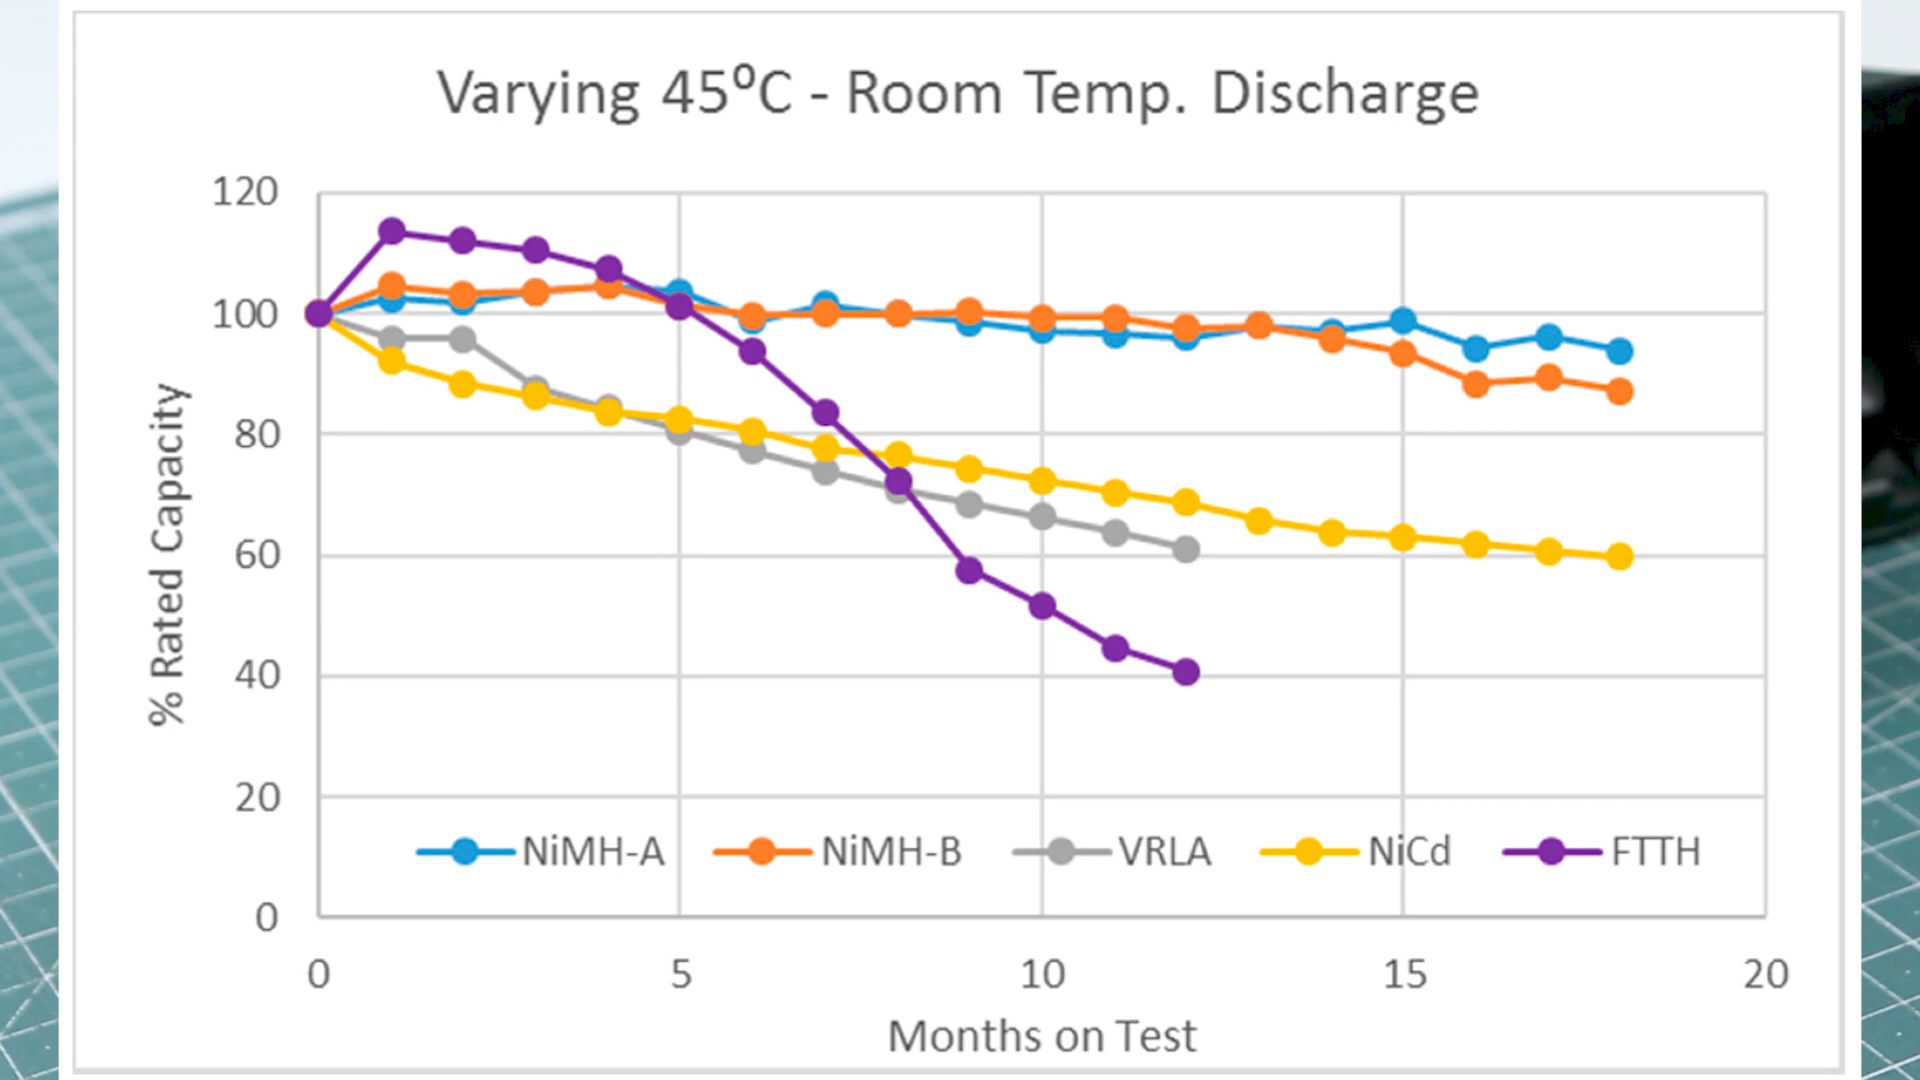 Varying 45⁰C - Room Temp. Discharge
120
100
80
60
40
20
0
% Rated Capacity
NiMH-A NiMH-B VRLA NiCd FTTH
0 5 10 15 20
Months on Test